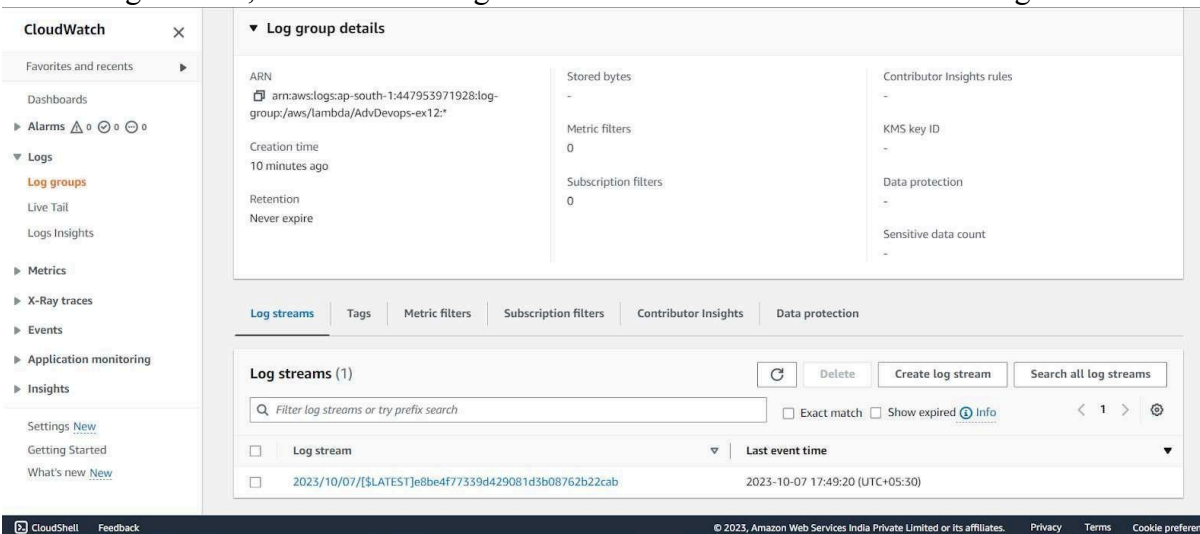 CloudWatch
Favorites and recents
Dashboards
Alarms 0 0 0
Logs
Log groups
Live Tail
Logs Insights
Metrics
X-Ray traces
Events
Application monitoring
Insights
Settings New
Getting Started
What's new New
Log group details
ARN
arn:aws:logs:ap-south-1:447953971928:log-
group:/aws/lambda/AdvDevops-ex12:*
Creation time
10 minutes ago
Retention
Never expire
Stored bytes
-
Metric filters
0
Subscription filters
0
Contributor Insights rules
-
KMS key ID
-
Data protection
-
Sensitive data count
-
Log streams Tags Metric filters Subscription filters Contributor Insights Data protection
Log streams (1) Delete Create log stream Search all log streams
Filter log streams or try prefix search Exact match Show expired Info 1
Log stream Last event time
2023/10/07/[$LATEST]e8be4f77339d429081d3b08762b22cab 2023-10-07 17:49:20 (UTC+05:30)
CloudShell Feedback © 2023, Amazon Web Services India Private Limited or its affiliates. Privacy Terms Cookie preferen